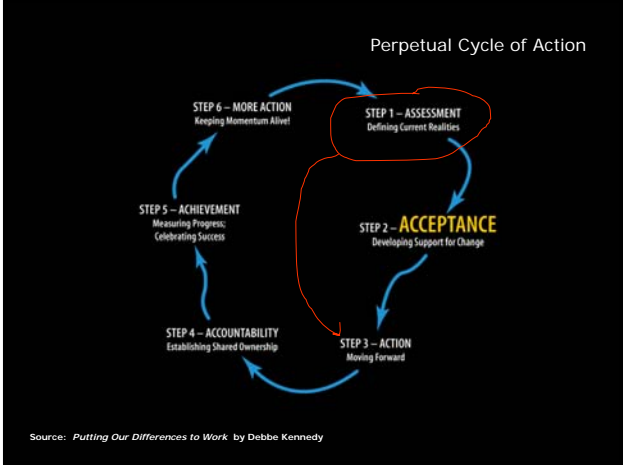 Perpetual Cycle of Action
STEP 1 – ASSESSMENT
Defining Current Realities
STEP 2 – ACCEPTANCE
Developing Support for Change
STEP 3 – ACTION
Moving Forward
STEP 4 – ACCOUNTABILITY
Establishing Shared Ownership
STEP 5 – ACHIEVEMENT
Measuring Progress;
Celebrating Success
STEP 6 – MORE ACTION
Keeping Momentum Alive!
Source: Putting Our Differences to Work by Debbe Kennedy